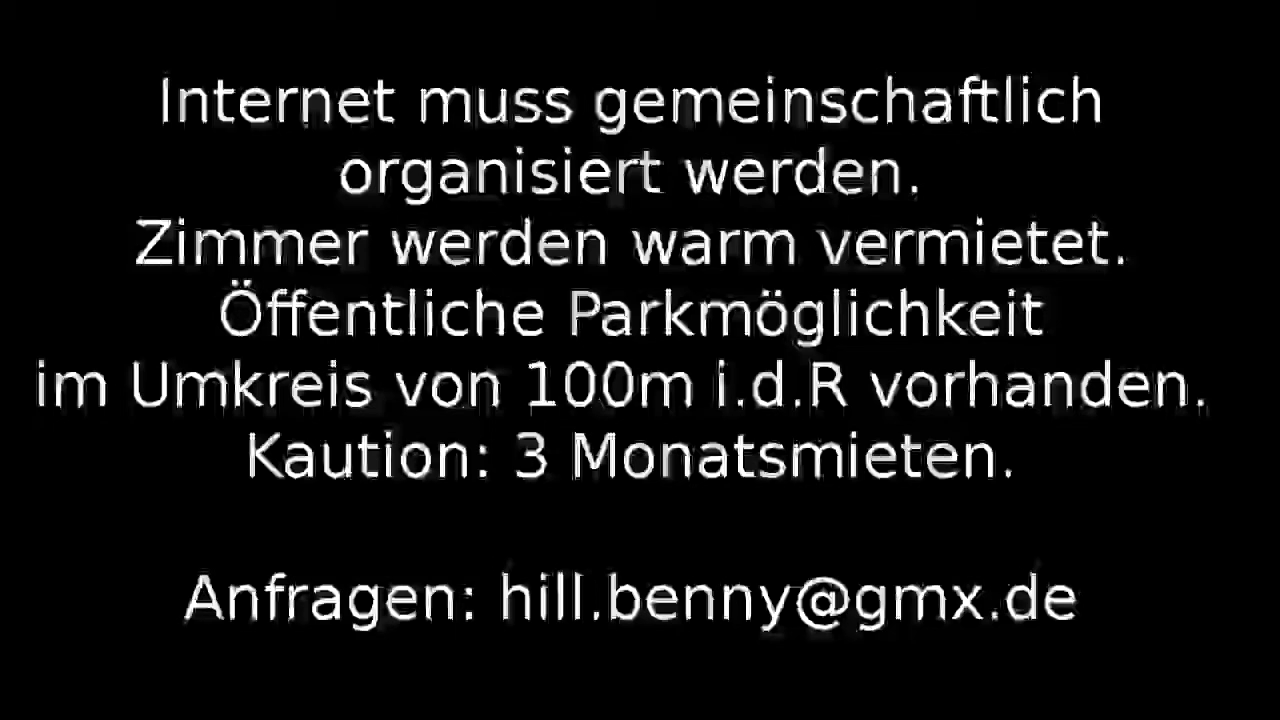 Internet muss gemeinschaftlich
organisiert werden.
Zimmer werden warm vermietet.
Öffentliche Parkmöglichkeit
im Umkreis von 100m i.d.R vorhanden.
Kaution: 3 Monatsmieten.
Anfragen: hill.benny@gmx.de